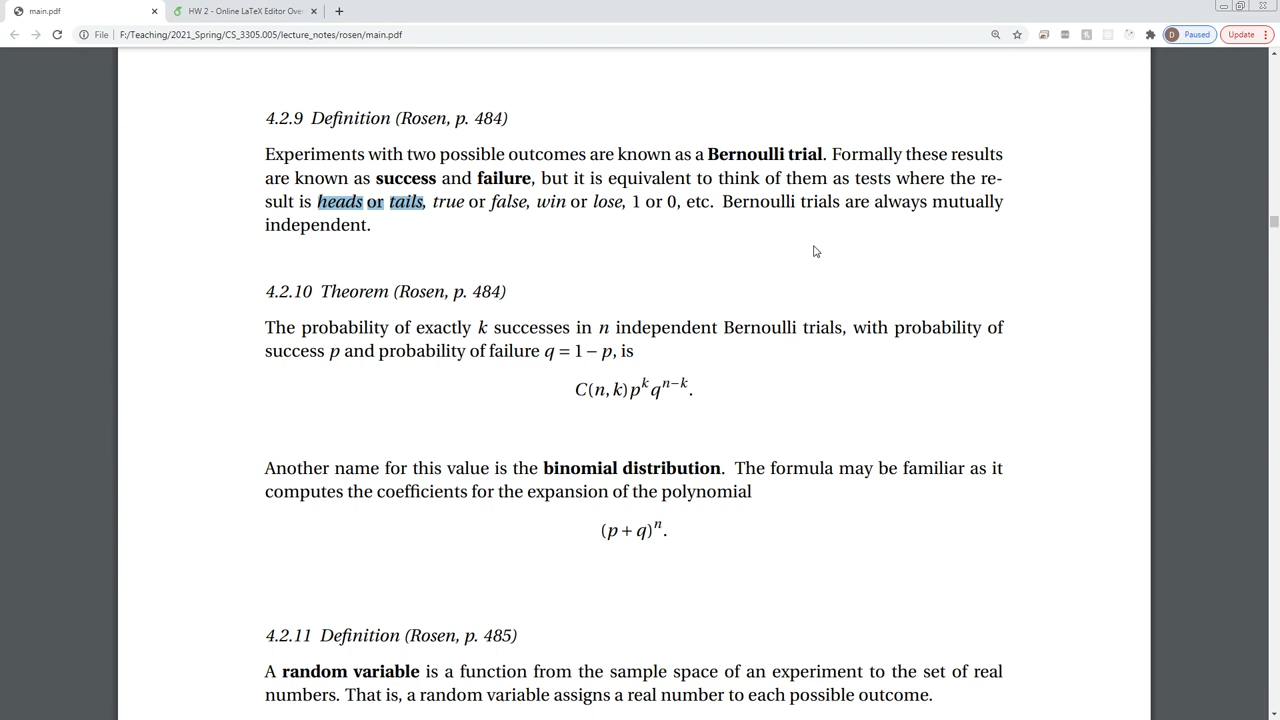 main.pdf
HW 2 - Online LaTeX Editor Ove
File
F:/Teaching/2021_Spring/CS_3305.005/lecture_notes/rosen/main.pdf
D Paused
Update
4.2.9 Definition (Rosen, p. 484)
Experiments with two possible outcomes are known as a Bernoulli trial. Formally these results
are known as success and failure, but it is equivalent to think of them as tests where the re-
sult is heads or tails, true or false, win or lose, 1 or 0, etc. Bernoulli trials are always mutually
independent.
4.2.10 Theorem (Rosen, p. 484)
The probability of exactly k successes in n independent Bernoulli trials, with probability of
success p and probability of failure q = 1 − p, is
C(n, k)p^k q^{n−k}.
Another name for this value is the binomial distribution. The formula may be familiar as it
computes the coefficients for the expansion of the polynomial
(p + q)^n.
4.2.11 Definition (Rosen, p. 485)
A random variable is a function from the sample space of an experiment to the set of real
numbers. That is, a random variable assigns a real number to each possible outcome.